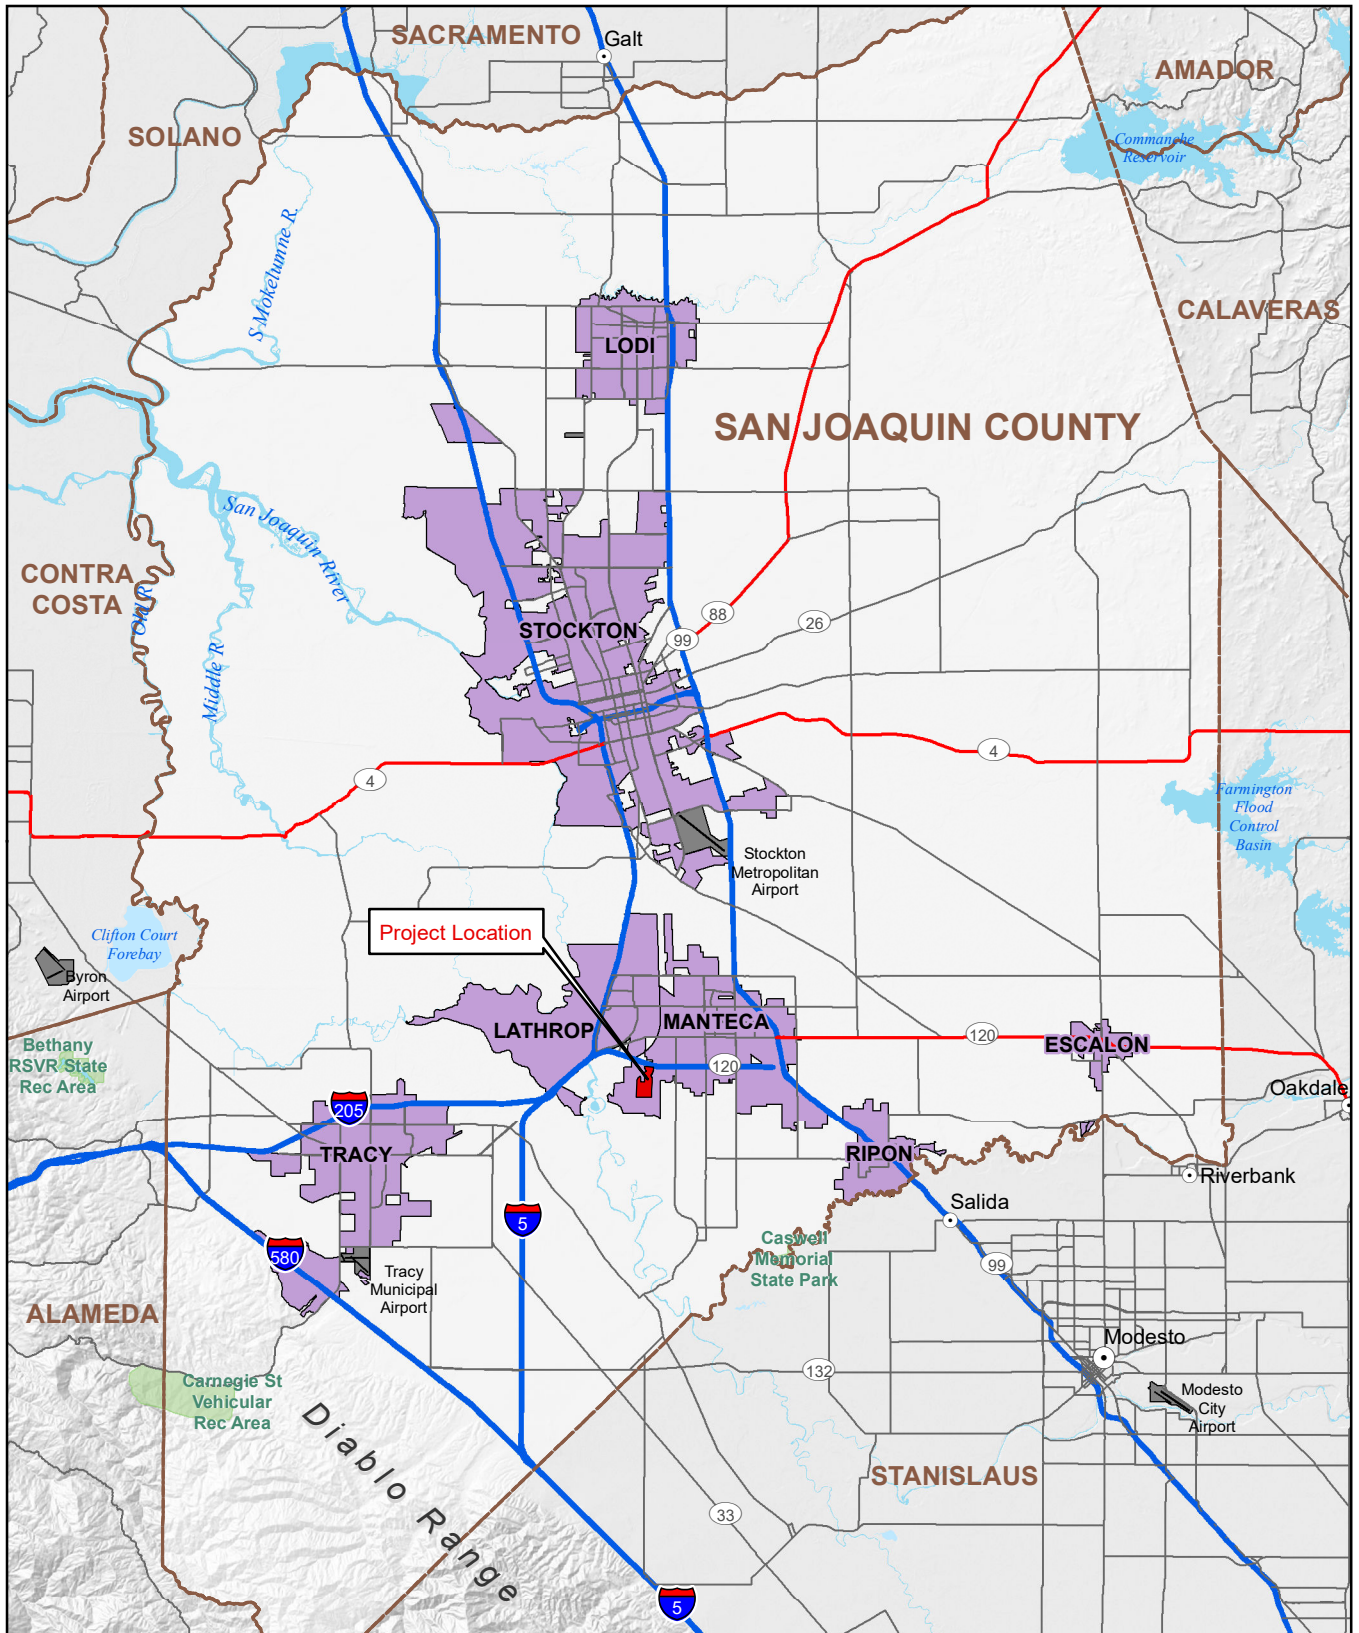 SACRAMENTO
Galt
AMADOR
SOLANO
Commanche
Reservoir
S Mokelumne R.
CALAVERAS
LODI
SAN JOAQUIN COUNTY
San Joaquin River
CONTRA
COSTA
Old R
Middle R
STOCKTON
88
99
26
4
4
Farmington
Flood
Control
Basin
Stockton
Metropolitan
Airport
Project Location
Clifton Court
Forebay
Byron
Airport
LATHROP
MANTECA
120
ESCALON
Bethany
RSVR State
Rec Area
120
Oakdale
205
TRACY
RIPON
Riverbank
Salida
5
Caswell
Memorial
State Park
580
99
Tracy
Municipal
Airport
ALAMEDA
Modesto
132
Carnegie St
Vehicular
Rec Area
Modesto
City
Airport
Diablo Range
STANISLAUS
33
5